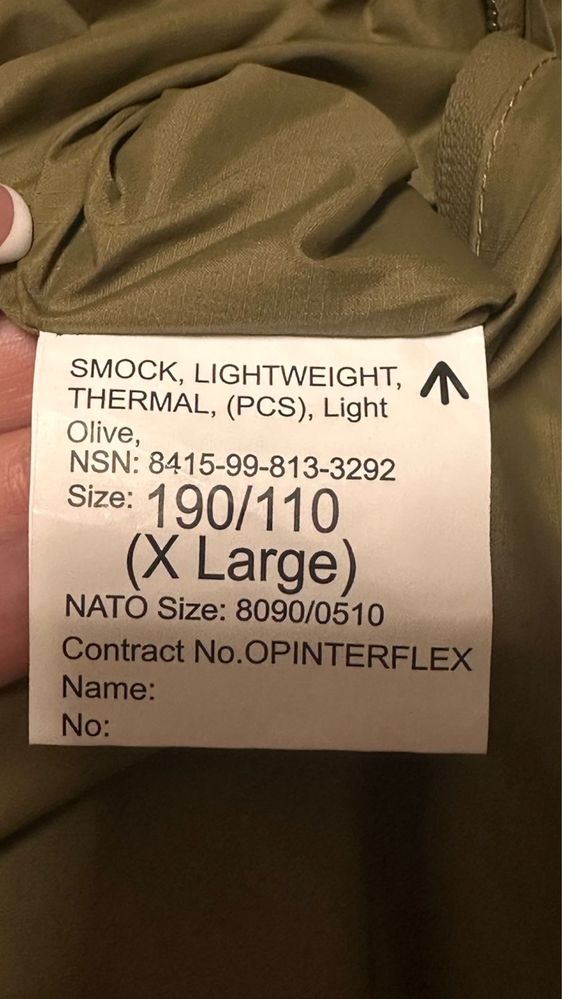 SMOCK, LIGHTWEIGHT,
THERMAL, (PCS), Light
Olive,
NSN: 8415-99-813-3292
Size: 190/110
(X Large)
NATO Size: 8090/0510
Contract No.OPINTERFLEX
Name:
No: